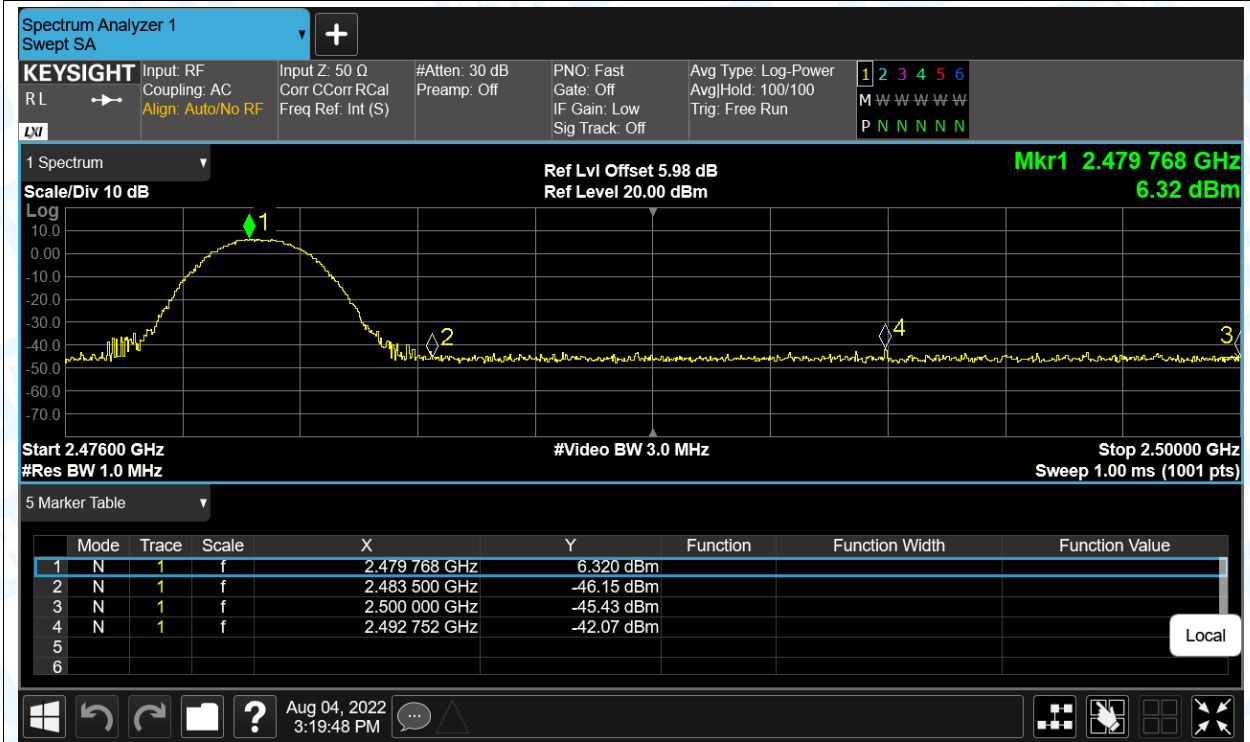 Spectrum Analyzer 1
Swept SA
KEYSIGHT
R L
LXI
Input: RF
Coupling: AC
Align: Auto/No RF
Input Z: 50 Ω
Corr CCorr RCal
Freq Ref: Int (S)
#Atten: 30 dB
Preamp: Off
PNO: Fast
Gate: Off
IF Gain: Low
Sig Track: Off
Avg Type: Log-Power
Avg|Hold: 100/100
Trig: Free Run
1 2 3 4 5 6
M W W W W W
P N N N N N
1 Spectrum
Scale/Div 10 dB
Ref Lvl Offset 5.98 dB
Ref Level 20.00 dBm
Mkr1 2.479 768 GHz
6.32 dBm
Log
10.0
0.00
-10.0
-20.0
-30.0
-40.0
-50.0
-60.0
-70.0
1
2
4
3
Start 2.47600 GHz
#Res BW 1.0 MHz
#Video BW 3.0 MHz
Stop 2.50000 GHz
Sweep 1.00 ms (1001 pts)
5 Marker Table
Mode Trace Scale X Y Function Function Width Function Value
1 N 1 f 2.479 768 GHz 6.320 dBm
2 N 1 f 2.483 500 GHz -46.15 dBm
3 N 1 f 2.500 000 GHz -45.43 dBm
4 N 1 f 2.492 752 GHz -42.07 dBm
5
6
Local
?
Aug 04, 2022
3:19:48 PM